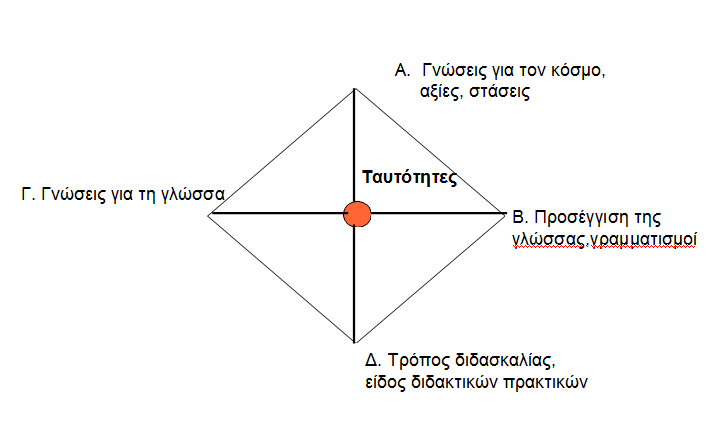 Α. Γνώσεις για τον κόσμο,
αξίες, στάσεις
Ταυτότητες
Γ. Γνώσεις για τη γλώσσα
Β. Προσέγγιση της
γλώσσας,γραμματισμοί
Δ. Τρόπος διδασκαλίας,
είδος διδακτικών πρακτικών